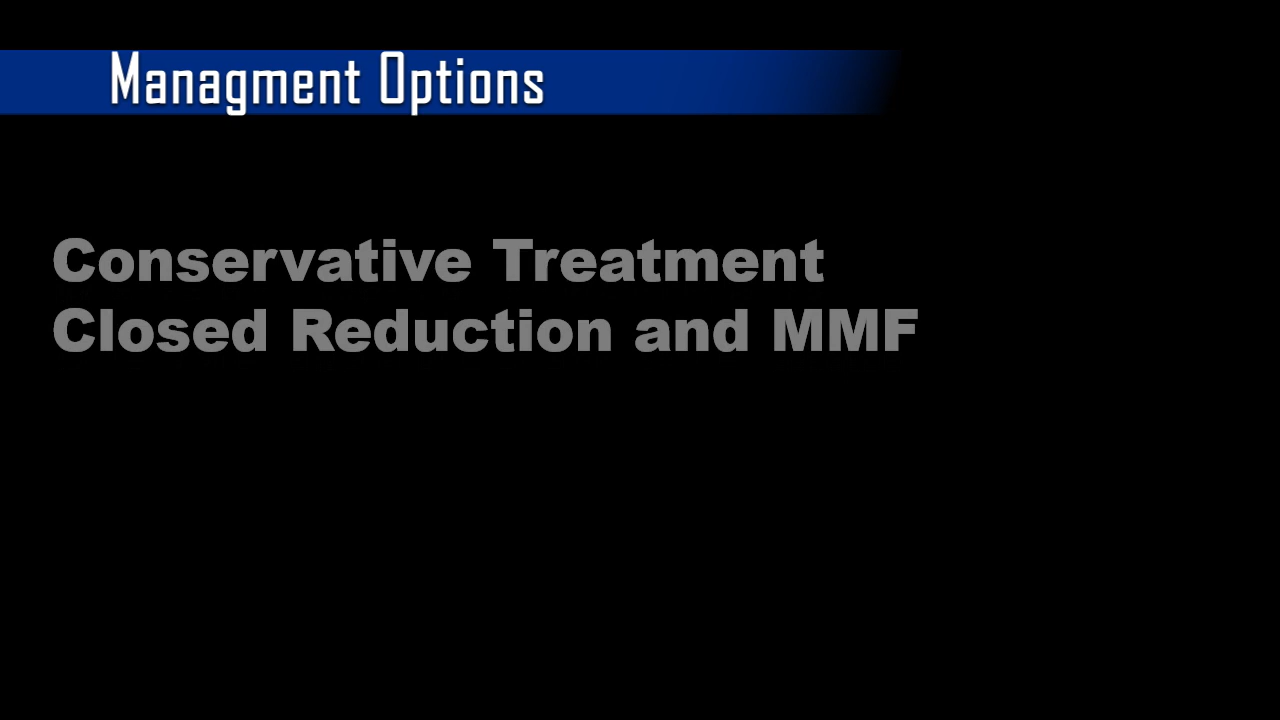 Managment Options
Conservative Treatment
Closed Reduction and MMF